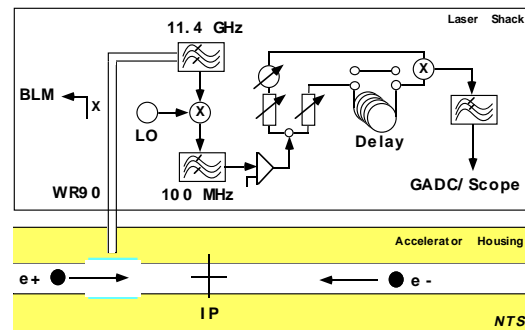 11.4 GHz
Laser Shack
BLM
X
X
X
LO
Delay
WR90
100 MHz
GADC/ Scope
Accelerator Housing
e+
e -
IP
NTS